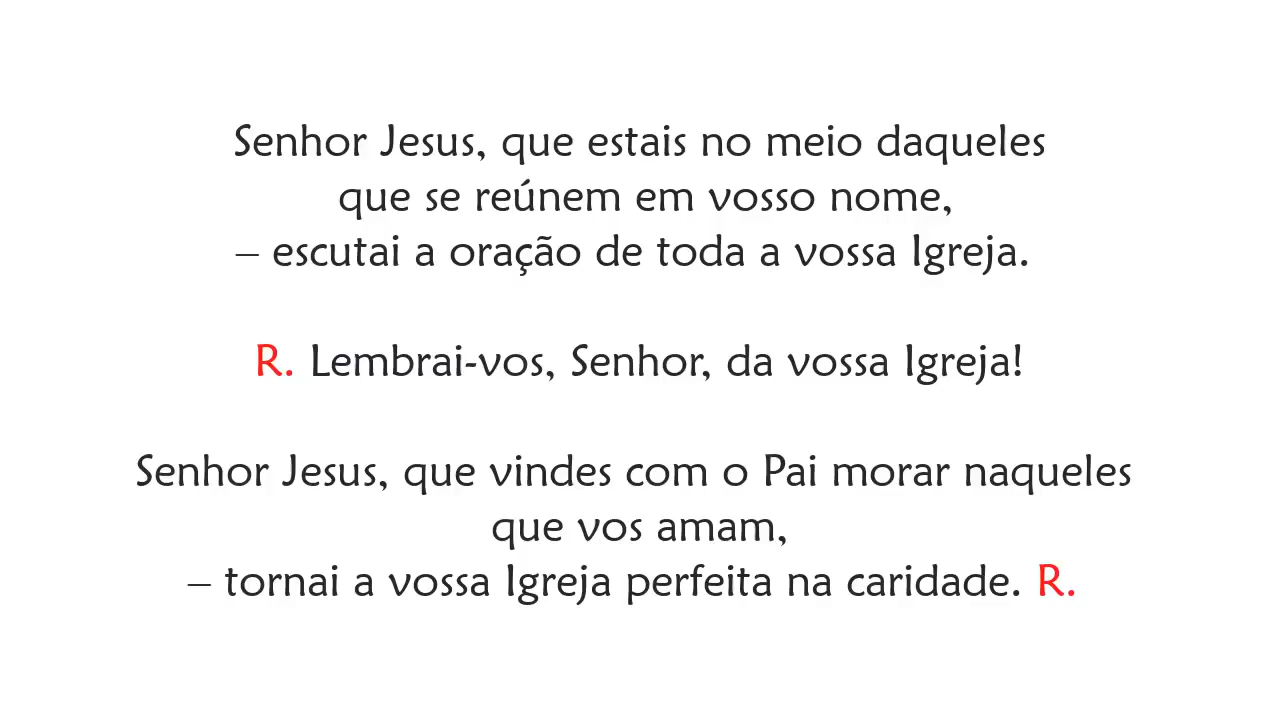 Senhor Jesus, que estais no meio daqueles
que se reúnem em vosso nome,
– escutai a oração de toda a vossa Igreja.
R. Lembrai-vos, Senhor, da vossa Igreja!
Senhor Jesus, que vindes com o Pai morar naqueles
que vos amam,
– tornai a vossa Igreja perfeita na caridade. R.